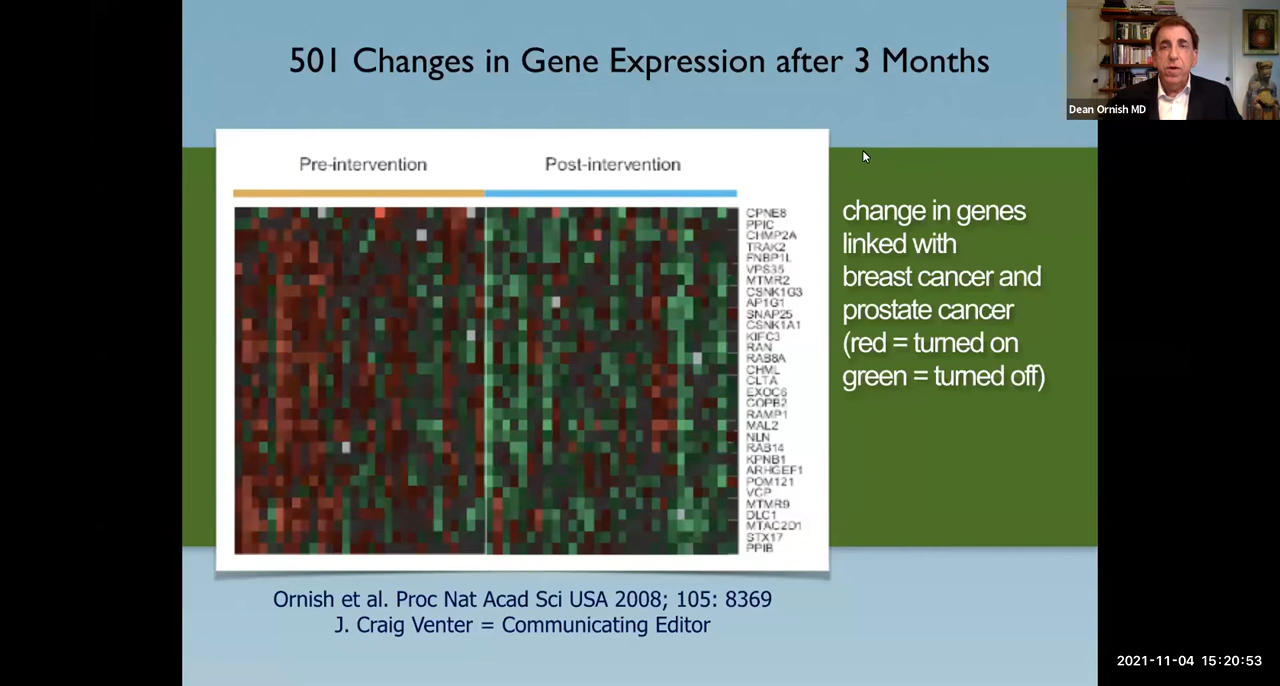 501 Changes in Gene Expression after 3 Months
Dean Ornish MD
Pre-intervention Post-intervention
CPNE8
PPIC
CHMP2A
TRAK2
FNBP1L
VPS35
MTMR2
CSNK1G3
AP1G1
SNAP25
CSNK1A1
KIFC3
RAN
RAB8A
CHML
CLTA
EXOC6
COPB2
RAMP1
MAL2
NLN
RAB14
KPNB1
ARHGEF1
POM121
VCP
MTMR9
DLC1
MTAC2D1
STX17
PPIB
change in genes
linked with
breast cancer and
prostate cancer
(red = turned on
green = turned off)
Ornish et al. Proc Nat Acad Sci USA 2008; 105: 8369
J. Craig Venter = Communicating Editor
2021-11-04 15:20:53